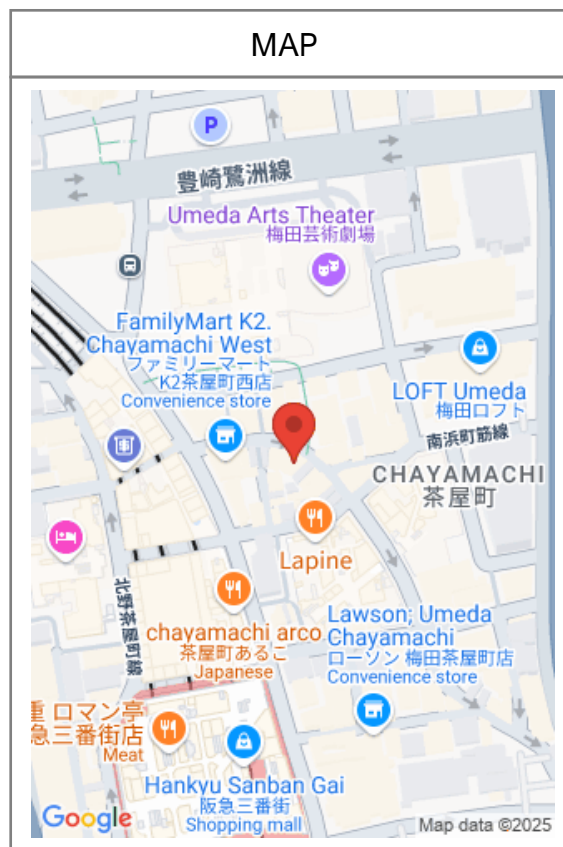 MAP
P
豊崎鷺洲線
Umeda Arts Theater
梅田芸術劇場
FamilyMart K2.
Chayamachi West
ファミリーマート
K2茶屋町西店
Convenience store
LOFT Umeda
梅田ロフト
南浜町筋線
CHAYAMACHI
茶屋町
Lapine
北野茶屋町線
chayamachi arco
茶屋町あるこ
Japanese
Lawson; Umeda
Chayamachi
ローソン 梅田茶屋町店
Convenience store
重 ロマン亭
急三番街店
Meat
Hankyu Sanban Gai
阪急三番街
Shopping mall
Google
Map data ©2025